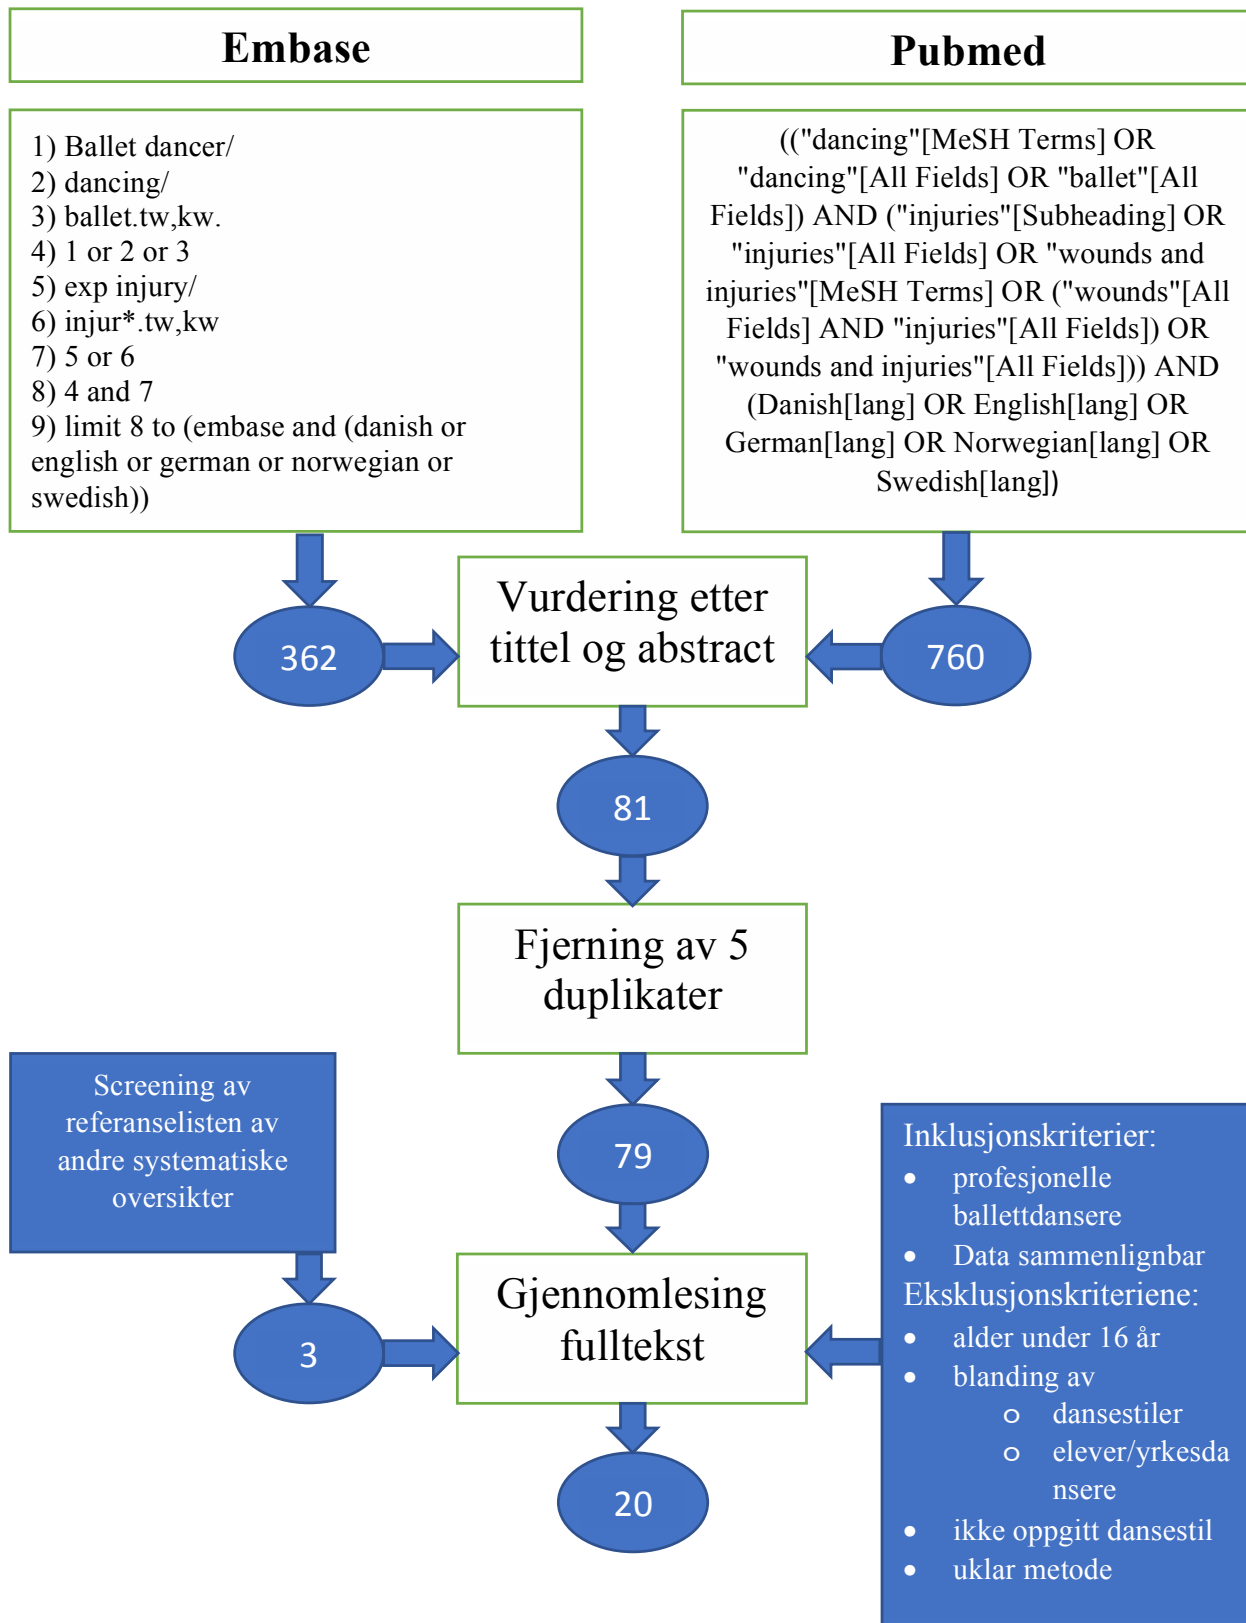 Embase
1) Ballet dancer/
2) dancing/
3) ballet.tw,kw.
4) 1 or 2 or 3
5) exp injury/
6) injur*.tw,kw
7) 5 or 6
8) 4 and 7
9) limit 8 to (embase and (danish or
english or german or norwegian or
swedish))
Pubmed
(("dancing"[MeSH Terms] OR
"dancing"[All Fields] OR "ballet"[All
Fields]) AND ("injuries"[Subheading] OR
"injuries"[All Fields] OR "wounds and
injuries"[MeSH Terms] OR ("wounds"[All
Fields] AND "injuries"[All Fields]) OR
"wounds and injuries"[All Fields])) AND
(Danish[lang] OR English[lang] OR
German[lang] OR Norwegian[lang] OR
Swedish[lang])
362
Vurdering etter
tittel og abstract
760
81
Fjerning av 5
duplikater
79
Screening av
referanselisten av
andre systematiske
oversikter
3
Gjennomlesing
fulltekst
Inklusjonskriterier:
• profesjonelle
ballettdansere
• Data sammenlignbar
Eksklusjonskriteriene:
• alder under 16 år
• blanding av
o dansestiler
o elever/yrkesda
nsere
• ikke oppgitt dansestil
• uklar metode
20